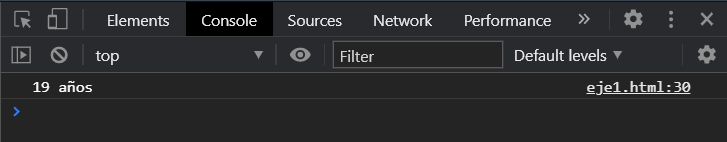 Elements Console Sources Network Performance »
top Filter Default levels
19 años eje1.html:30
>